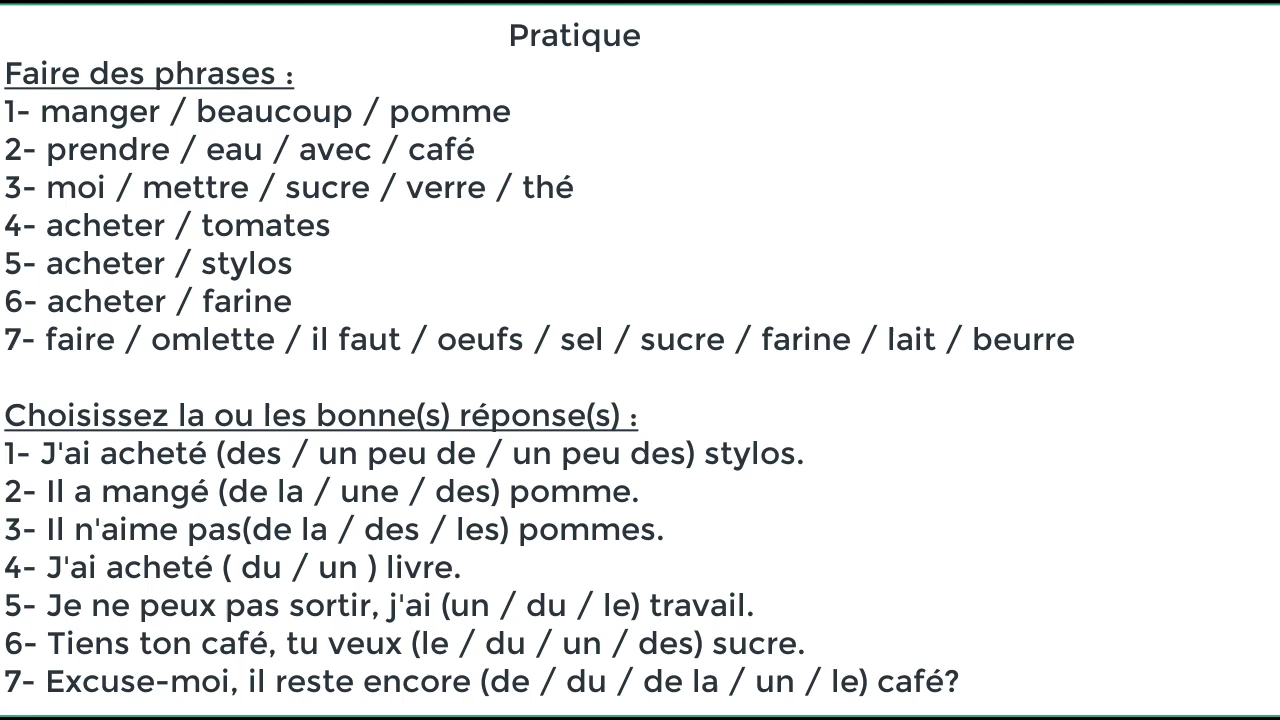 Pratique
Faire des phrases :
1- manger / beaucoup / pomme
2- prendre / eau / avec / café
3- moi / mettre / sucre / verre / thé
4- acheter / tomates
5- acheter / stylos
6- acheter / farine
7- faire / omlette / il faut / oeufs / sel / sucre / farine / lait / beurre
Choisissez la ou les bonne(s) réponse(s) :
1- J'ai acheté (des / un peu de / un peu des) stylos.
2- Il a mangé (de la / une / des) pomme.
3- Il n'aime pas(de la / des / les) pommes.
4- J'ai acheté ( du / un ) livre.
5- Je ne peux pas sortir, j'ai (un / du / le) travail.
6- Tiens ton café, tu veux (le / du / un / des) sucre.
7- Excuse-moi, il reste encore (de / du / de la / un / le) café?